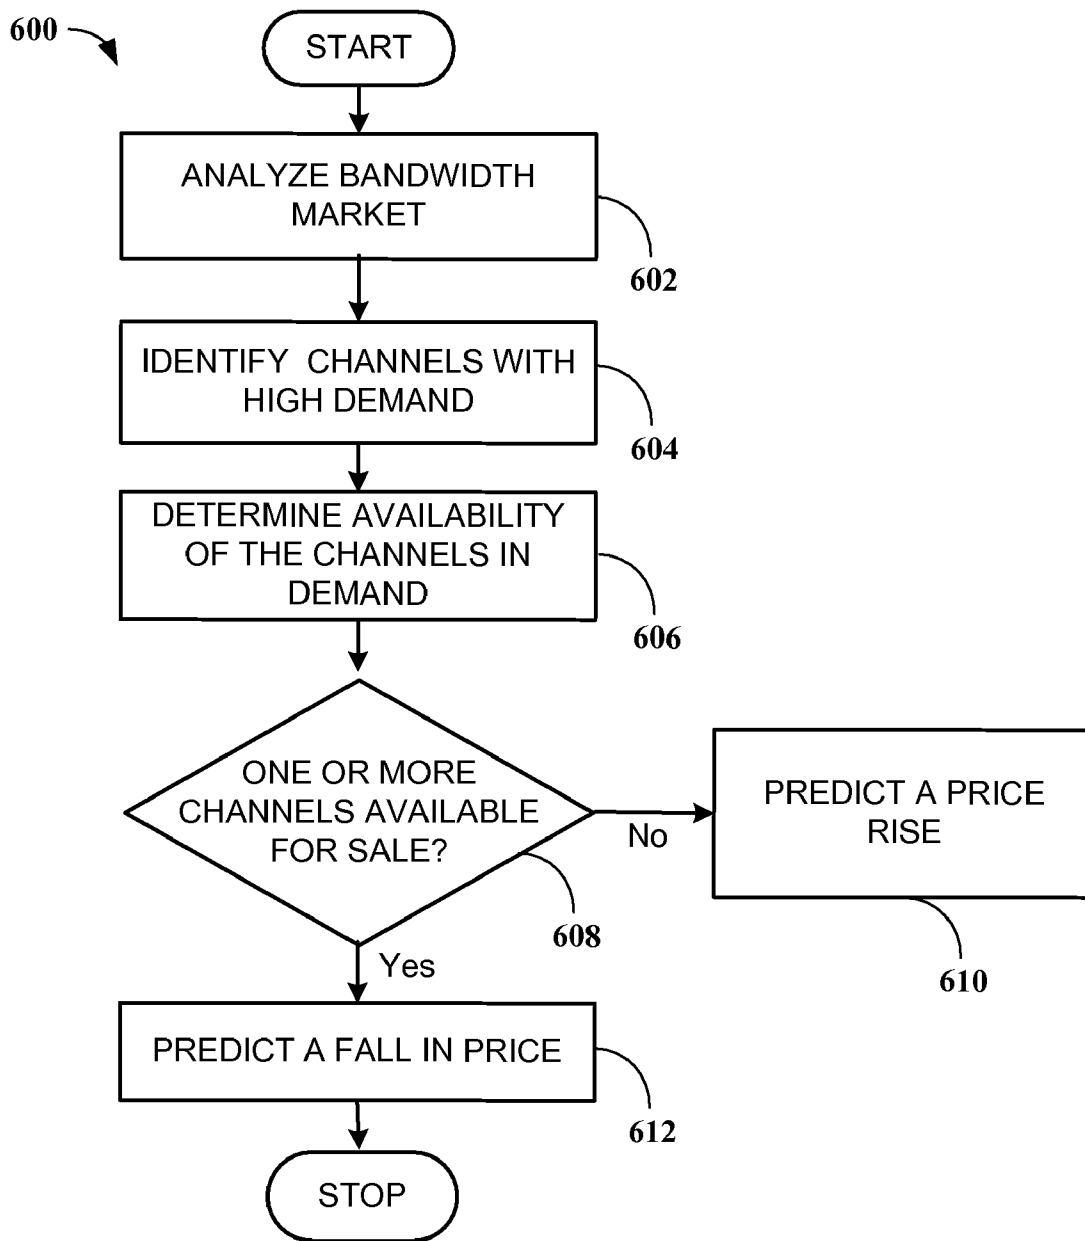 600
START
ANALYZE BANDWIDTH
MARKET
602
IDENTIFY CHANNELS WITH
HIGH DEMAND
604
DETERMINE AVAILABILITY
OF THE CHANNELS IN
DEMAND
606
ONE OR MORE
CHANNELS AVAILABLE
FOR SALE?
608
No
PREDICT A PRICE
RISE
610
Yes
PREDICT A FALL IN PRICE
612
STOP